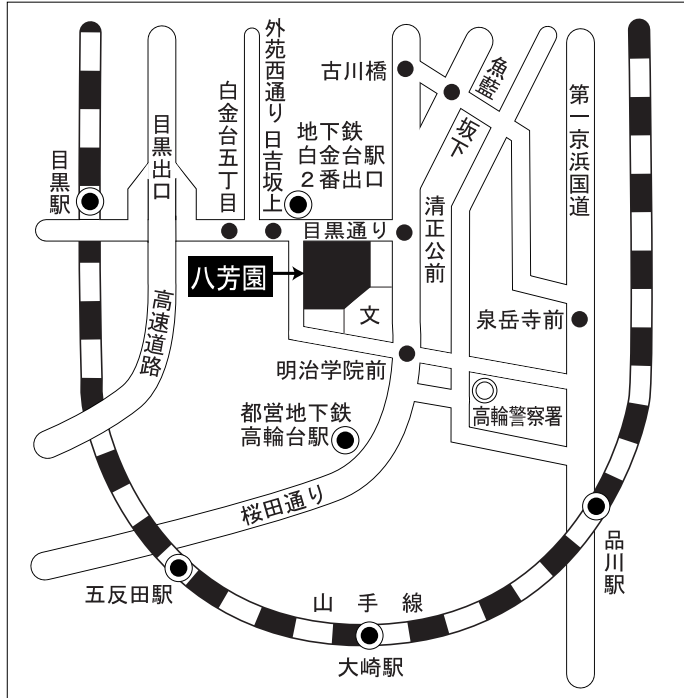 古川橋
魚藍
坂下
外苑西通り
白金台五丁目
日吉坂上
地下鉄
白金台駅
2番出口
目黒出口
目黒駅
第一京浜国道
目黒通り
清正公前
八芳園
文
泉岳寺前
高速道路
明治学院前
都営地下鉄
高輪台駅
高輪警察署
桜田通り
品川駅
五反田駅
山手線
大崎駅